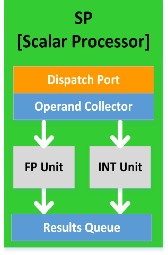 SP
[Scalar Processor]
Dispatch Port
Operand Collector
FP Unit
INT Unit
Results Queue